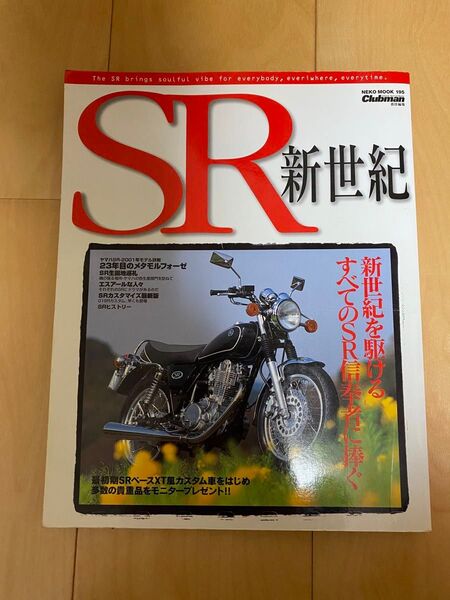 The SR brings soulful vibe for everybody, everiwhere, everytime.
NEKO MOOK 195
Clubman
SR
新世紀
ヤマハSR・2001年モデル詳報
23年目のメタモルフォーゼ
SR生誕地巡礼
エスアールな人々
SRカスタマイズ最新版
SRヒストリー
新世紀を駆ける
すべてのSR信奉者に捧ぐ
最初期SRベースXT風カスタム車をはじめ
多数の貴重品をモニタープレゼント!!